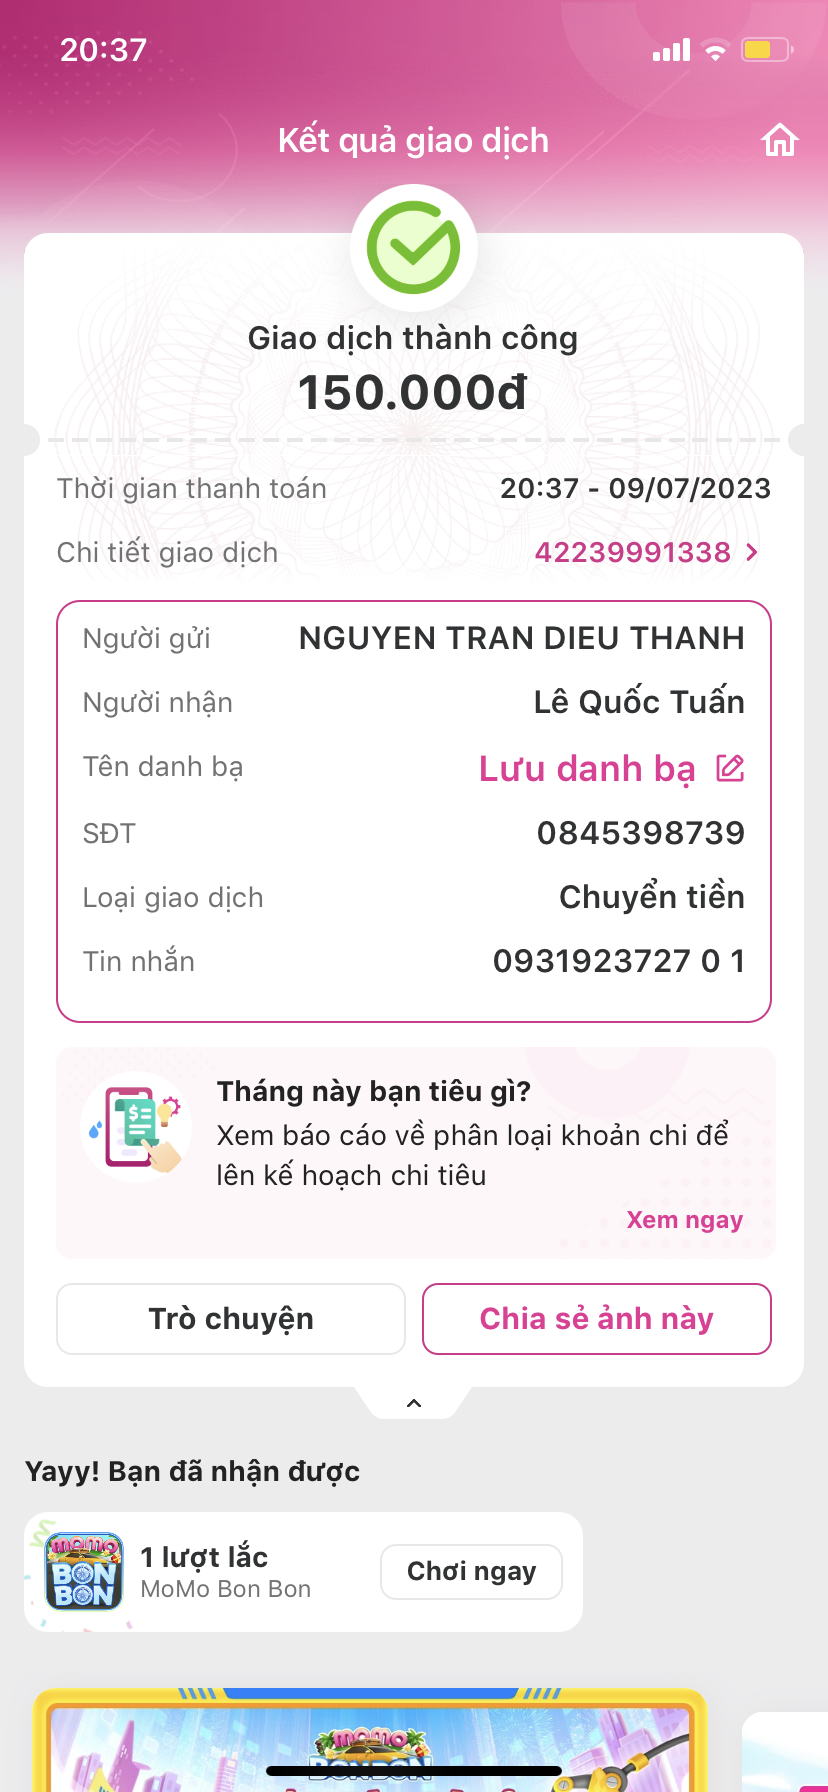 20:37
Kết quả giao dịch
Giao dịch thành công
150.000đ
Thời gian thanh toán 20:37 - 09/07/2023
Chi tiết giao dịch 42239991338
Người gửi NGUYEN TRAN DIEU THANH
Người nhận Lê Quốc Tuấn
Tên danh bạ Lưu danh bạ
SĐT 0845398739
Loại giao dịch Chuyển tiền
Tin nhắn 0931923727 0 1
Tháng này bạn tiêu gì?
Xem báo cáo về phân loại khoản chi để
lên kế hoạch chi tiêu
Xem ngay
Trò chuyện Chia sẻ ảnh này
Yayy! Bạn đã nhận được
MOMO
BON
BON
1 lượt lắc
MoMo Bon Bon
Chơi ngay
MOMO
BONBON